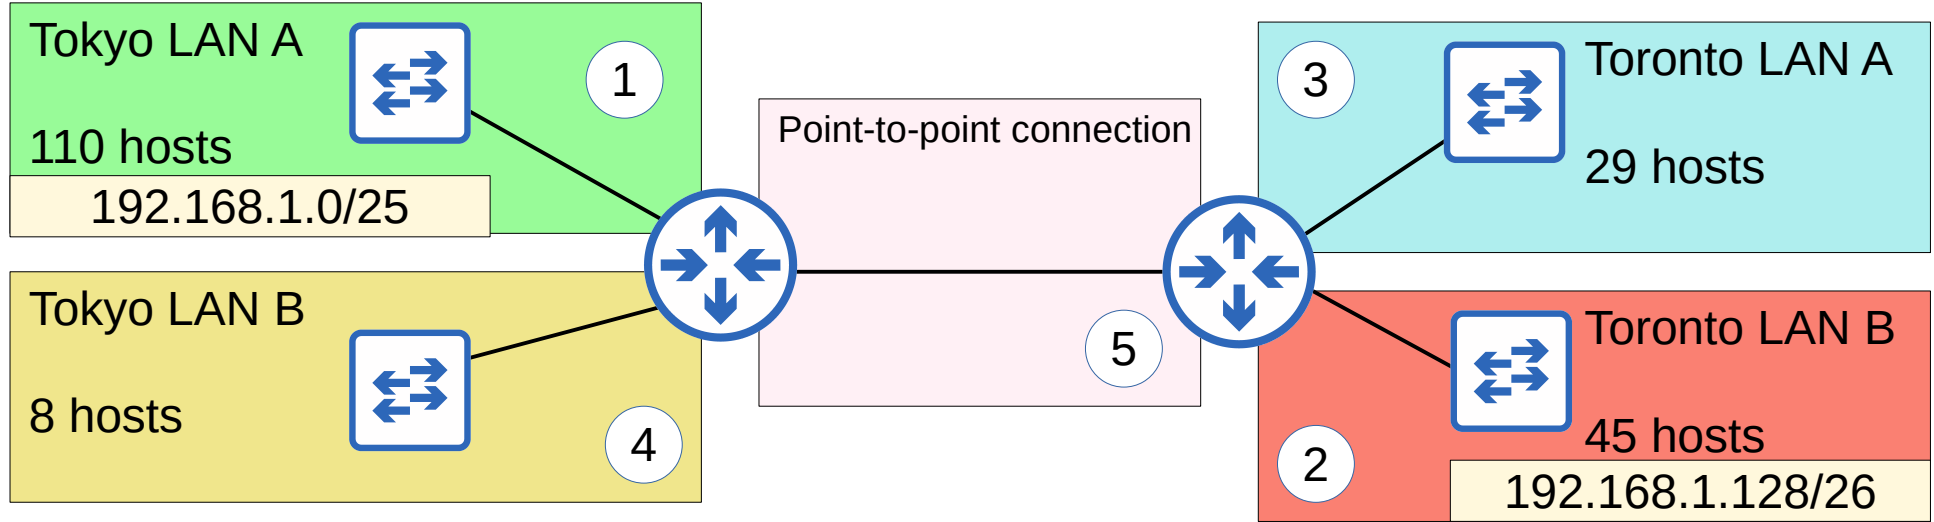 Tokyo LAN A
1
110 hosts
192.168.1.0/25
Tokyo LAN B
8 hosts
4
Point-to-point connection
5
3
Toronto LAN A
29 hosts
Toronto LAN B
45 hosts
2
192.168.1.128/26